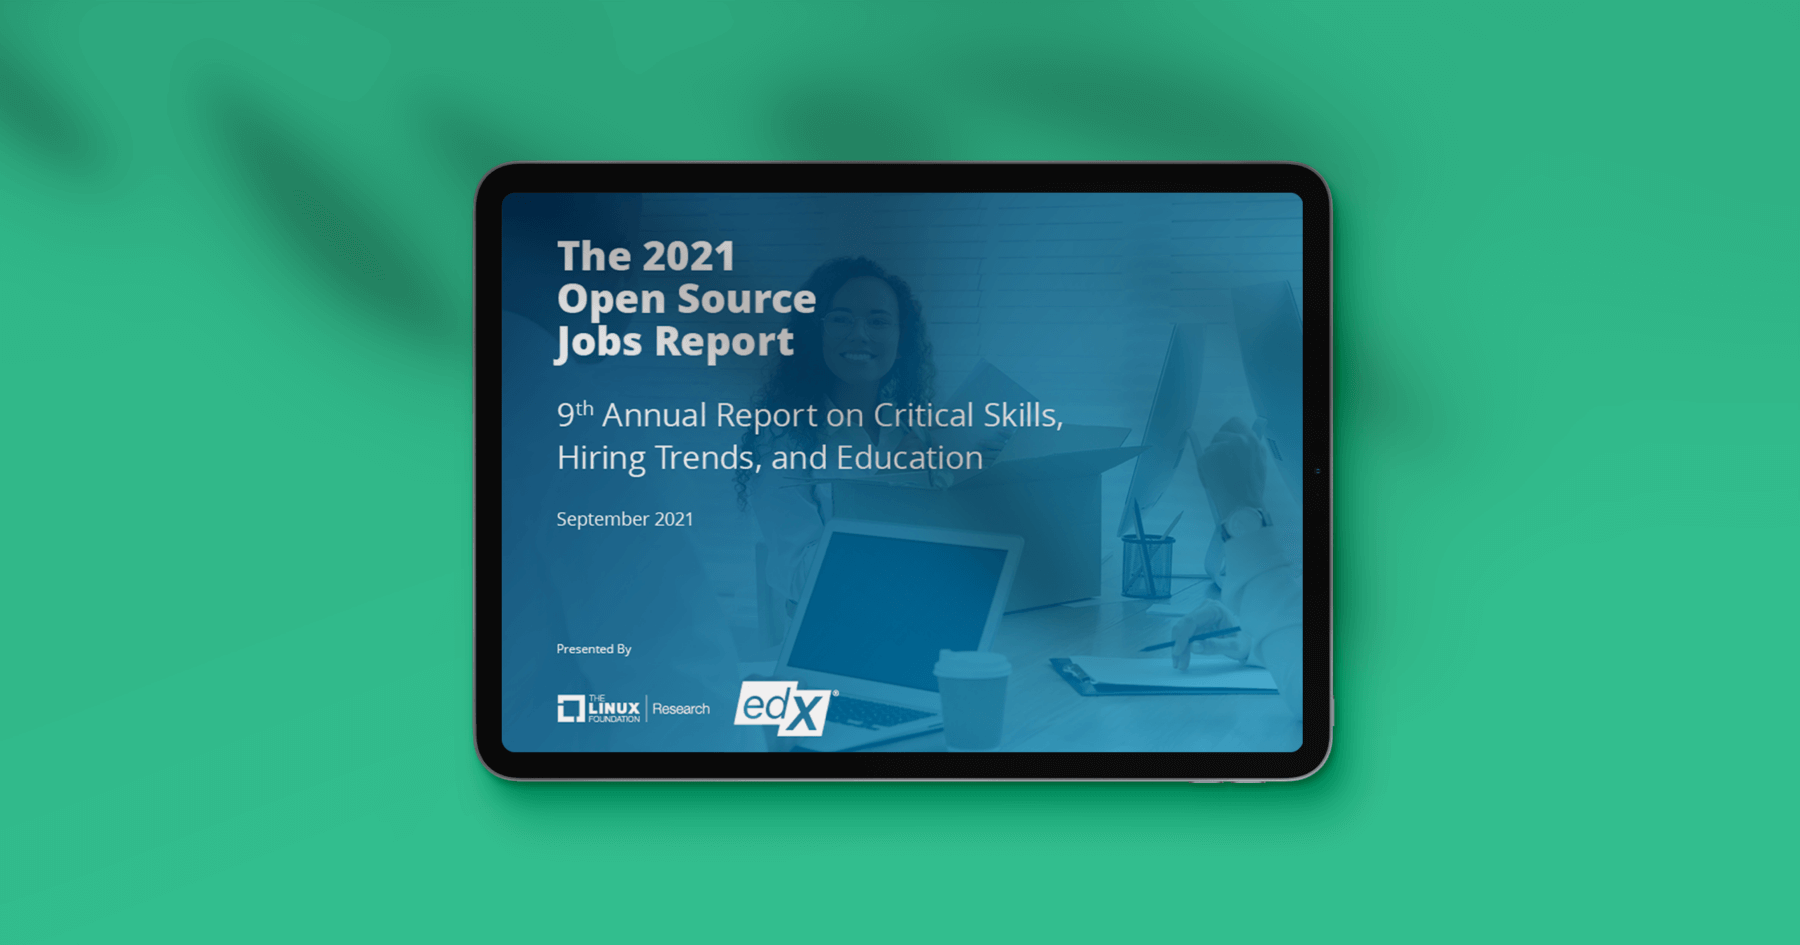 The 2021
Open Source
Jobs Report
9th Annual Report on Critical Skills,
Hiring Trends, and Education
September 2021
Presented By
THE LINUX FOUNDATION | Research
edX®